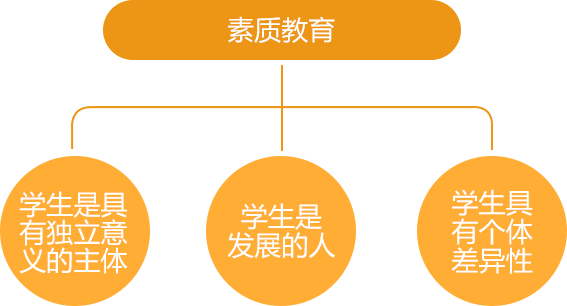 素质教育
学生是具
有独立意
义的主体
学生是
发展的人
学生具
有个体
差异性